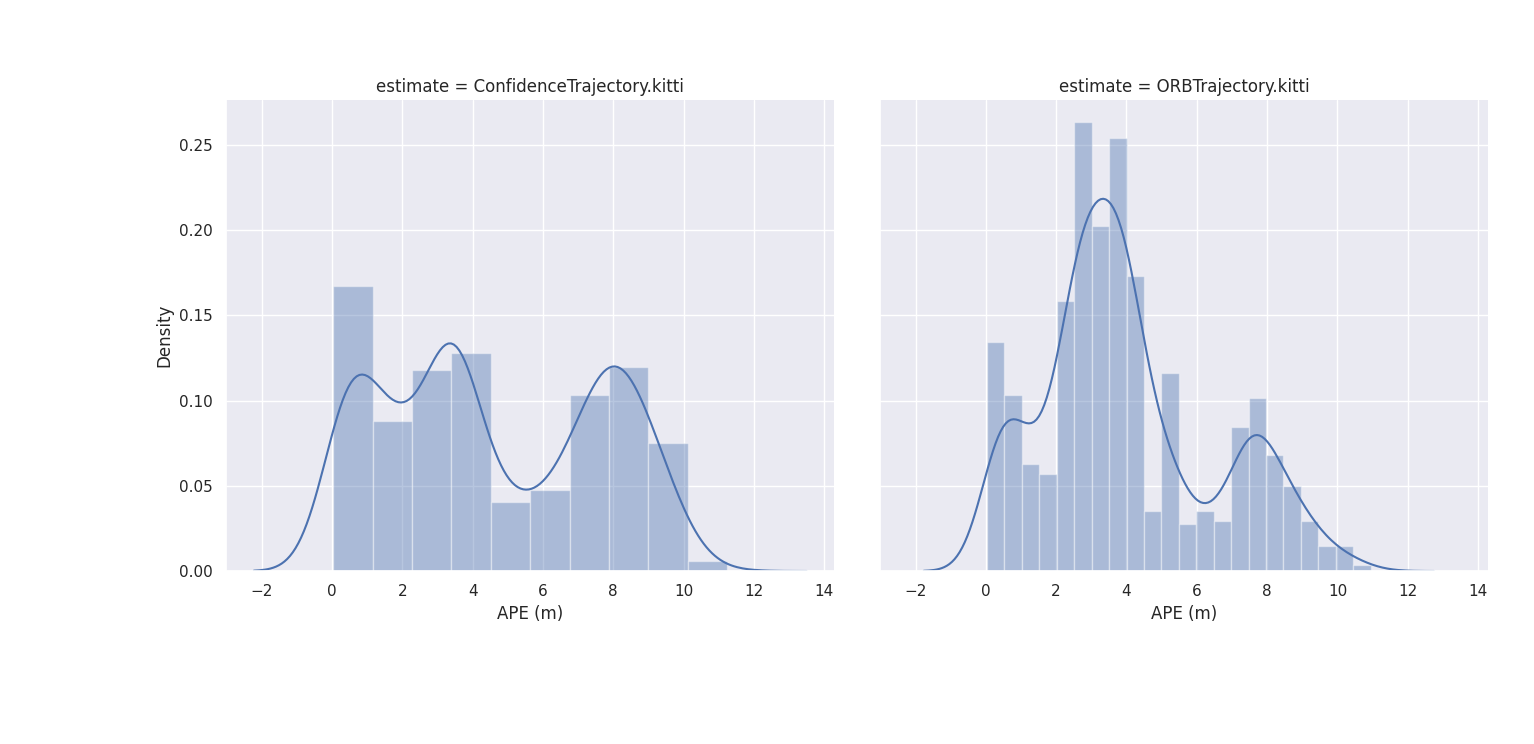 estimate = ConfidenceTrajectory.kitti
estimate = ORBTrajectory.kitti
Density
0.25
0.20
0.15
0.10
0.05
0.00
−2 0 2 4 6 8 10 12 14
−2 0 2 4 6 8 10 12 14
APE (m)
APE (m)